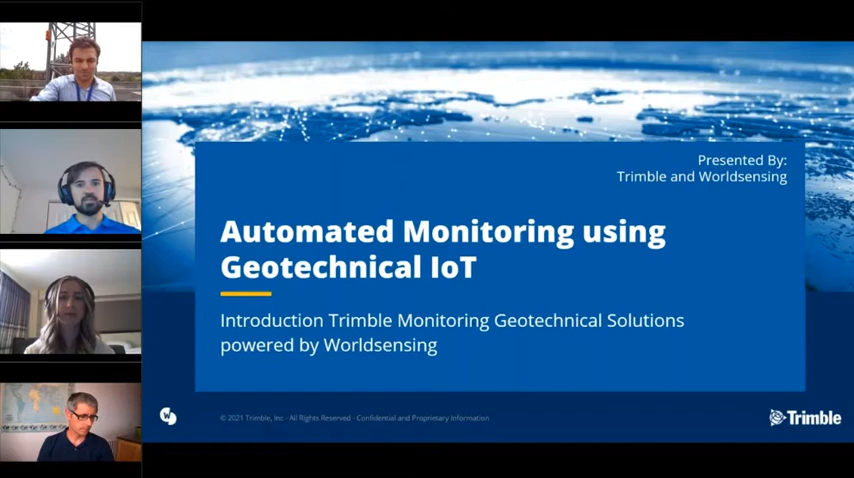 Presented By:
Trimble and Worldsensing
Automated Monitoring using
Geotechnical IoT
Introduction Trimble Monitoring Geotechnical Solutions
powered by Worldsensing
W
© 2021 Trimble, Inc - All Rights Reserved - Confidential and Proprietary Information
Trimble